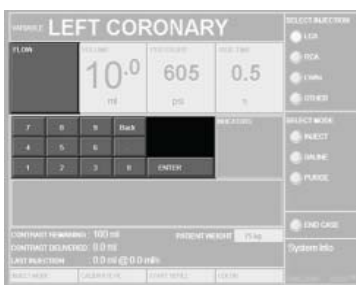 VARIABLE LEFT CORONARY
FLOW
VOLUME
PRESSURE
RISE TIME
10.0
605
0.5
ml
psi
s
7 8 9 Back
4 5 6
1 2 3 0 ENTER
INDICATORS
CONTRAST REMAINING: 100 ml
CONTRAST DELIVERED: 0.0 ml
LAST INJECTION : 0.0 ml @ 0.0 ml/s
PATIENT WEIGHT 75 kg
SELECT INJECTION
LCA
RCA
LV/Ao
OTHER
SELECT MODE
INJECT
SALINE
PURGE
END CASE
System Info